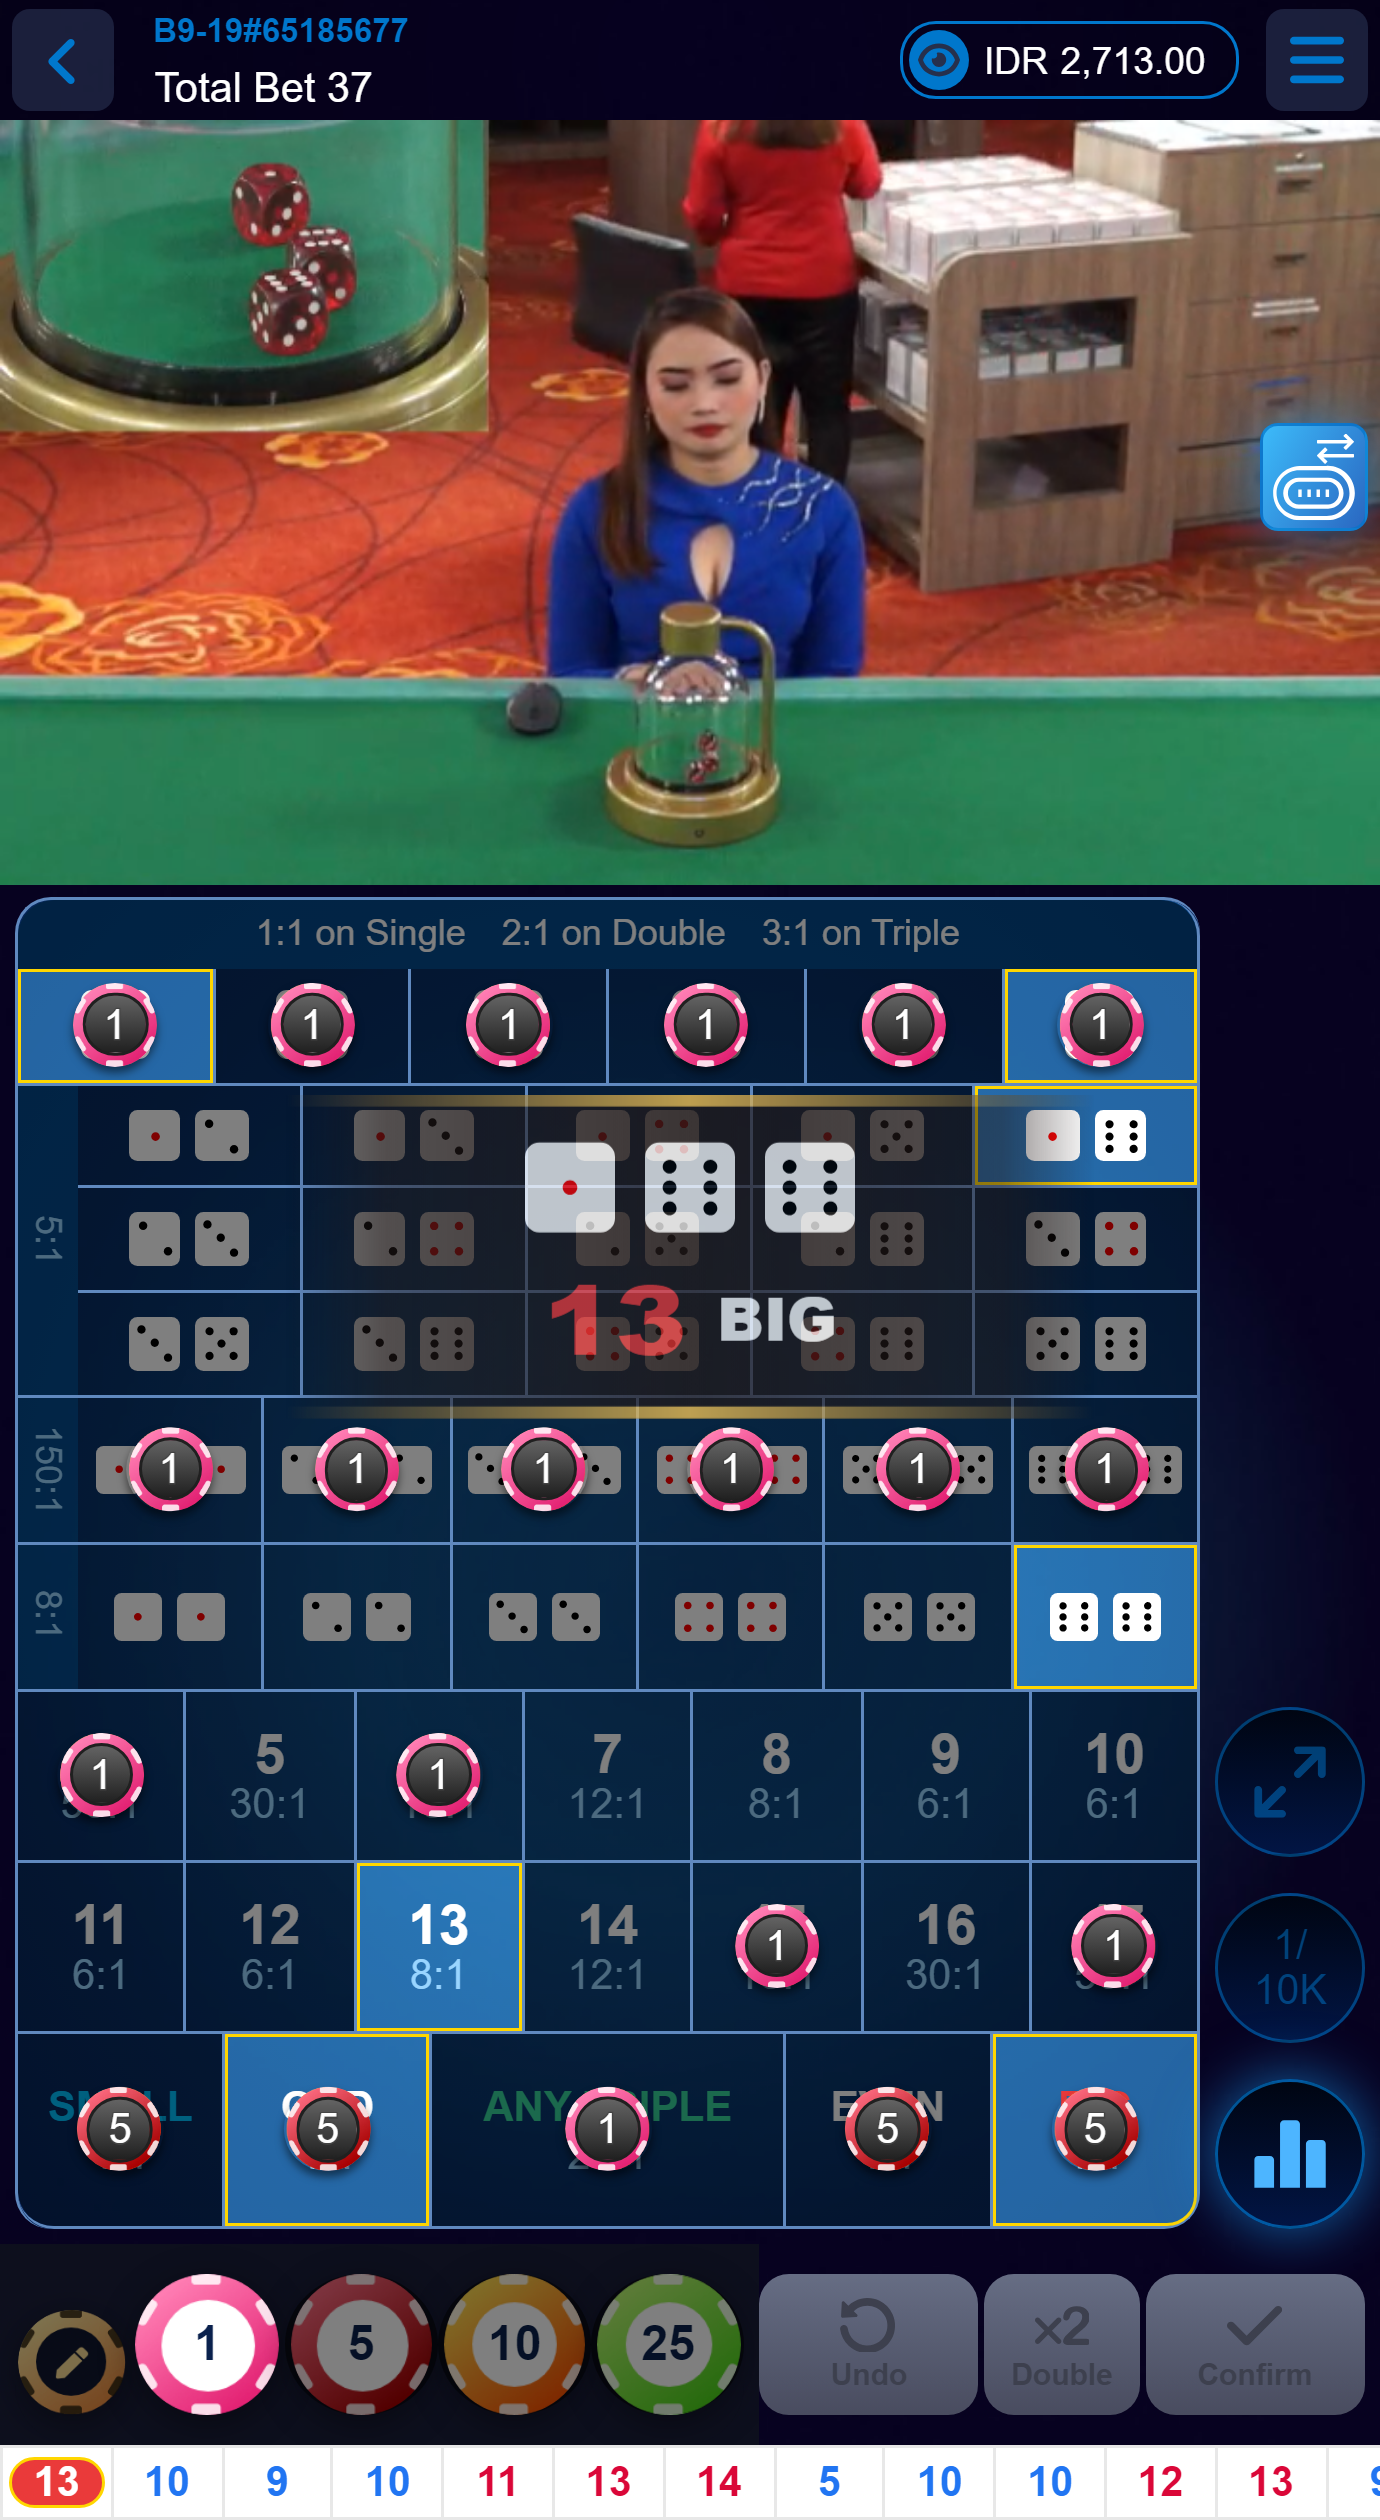 B9-19#65185677
Total Bet 37
IDR 2,713.00
1:1 on Single 2:1 on Double 3:1 on Triple
1 1 1 1 1 1
5:1
13 BIG
150:1
1 1 1 1 1 1
8:1
1 5 1 7 8 9 10
30:1 12:1 8:1 6:1 6:1
11 12 13 14 1 16 1
6:1 6:1 8:1 12:1 30:1
5 5 1 5 5
1/
10K
1 5 10 25
x2
Undo Double Confirm
13 10 9 10 11 13 14 5 10 10 12 13